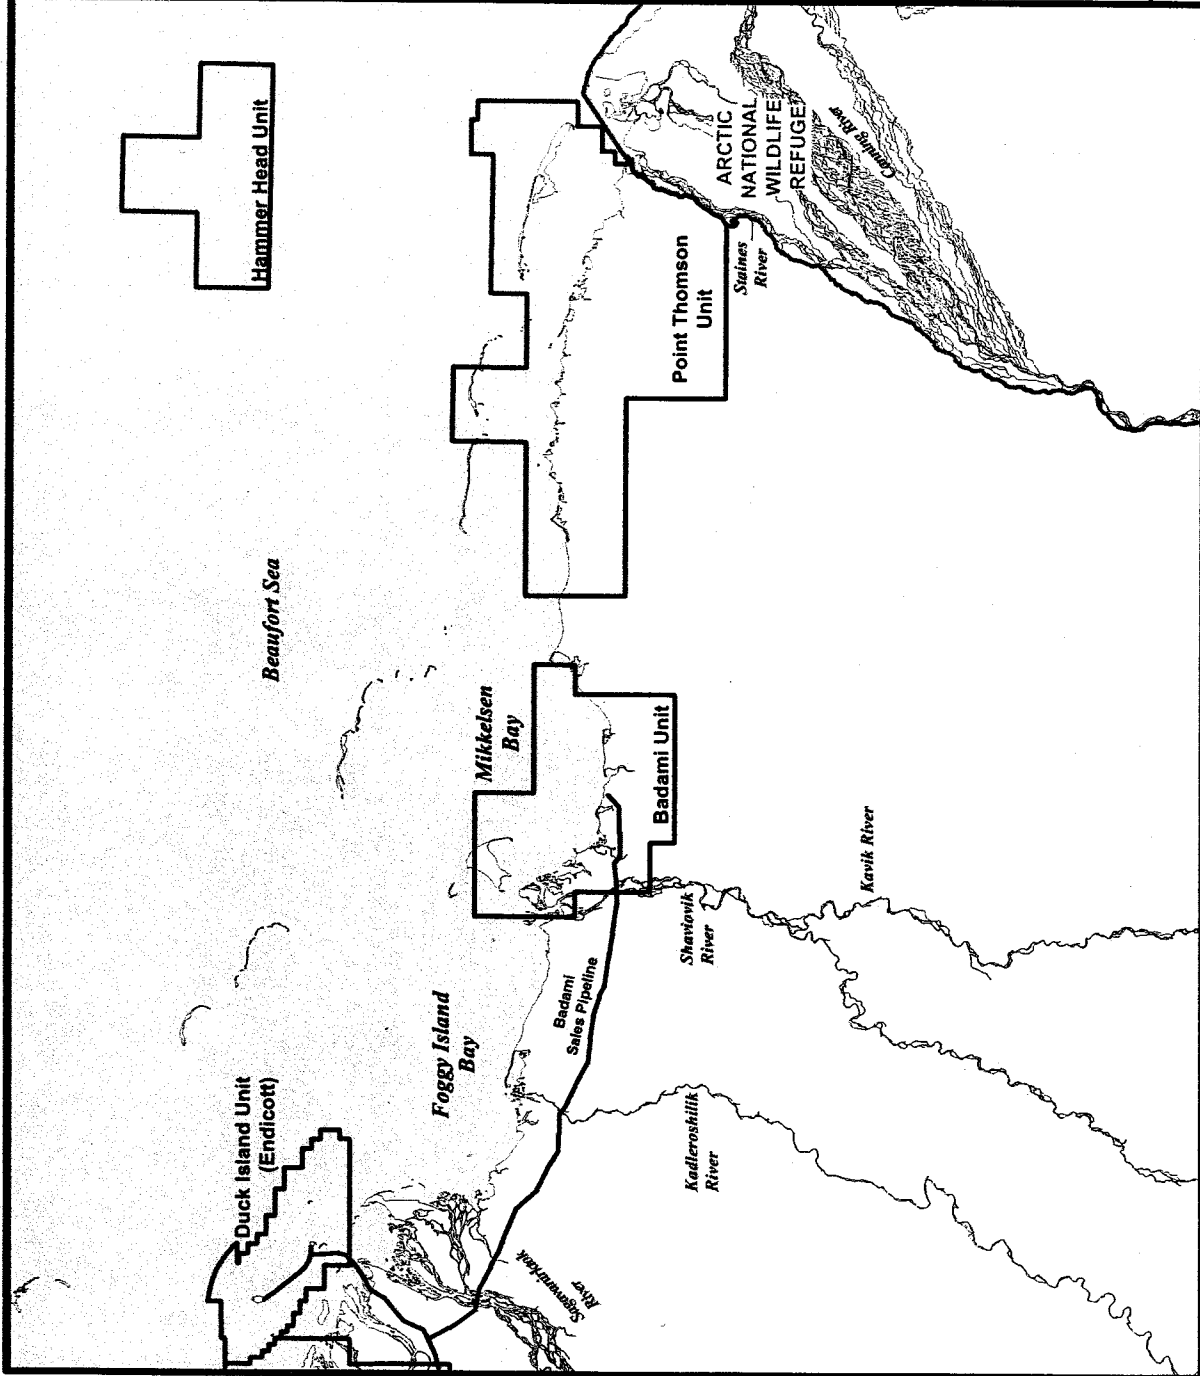 Hammer Head Unit
Beaufort Sea
ARCTIC
NATIONAL
WILDLIFE
REFUGE
Canning River
Staines
River
Point Thomson
Unit
Mikkelsen
Bay
Badami Unit
Kavik River
Shaviovik
River
Badami
Sales Pipeline
Foggy Island
Bay
Duck Island Unit
(Endicott)
Kadleroshilik
River
Sagavanirktok
River